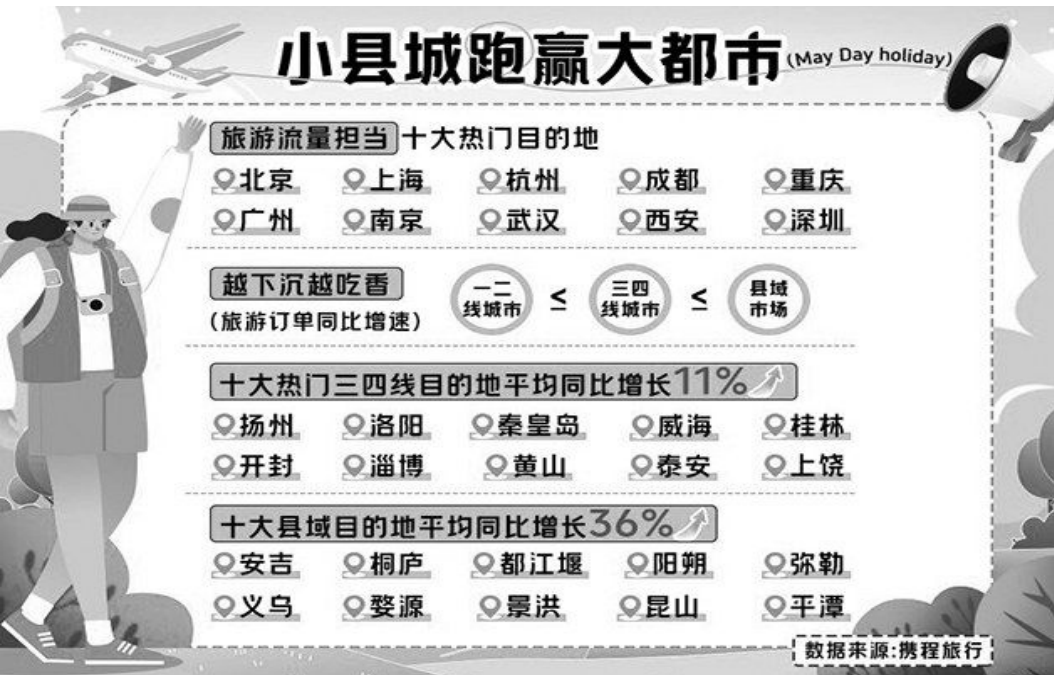 小县城跑赢大都市(May Day holiday)
旅游流量担当 十大热门目的地
北京 上海 杭州 成都 重庆
广州 南京 武汉 西安 深圳
越下沉越吃香
(旅游订单同比增速)
一二
线城市
≤
三四
线城市
≤
县域
市场
十大热门三四线目的地平均同比增长11%
扬州 洛阳 秦皇岛 威海 桂林
开封 淄博 黄山 泰安 上饶
十大县域目的地平均同比增长36%
安吉 桐庐 都江堰 阳朔 弥勒
义乌 婺源 景洪 昆山 平潭
数据来源:携程旅行